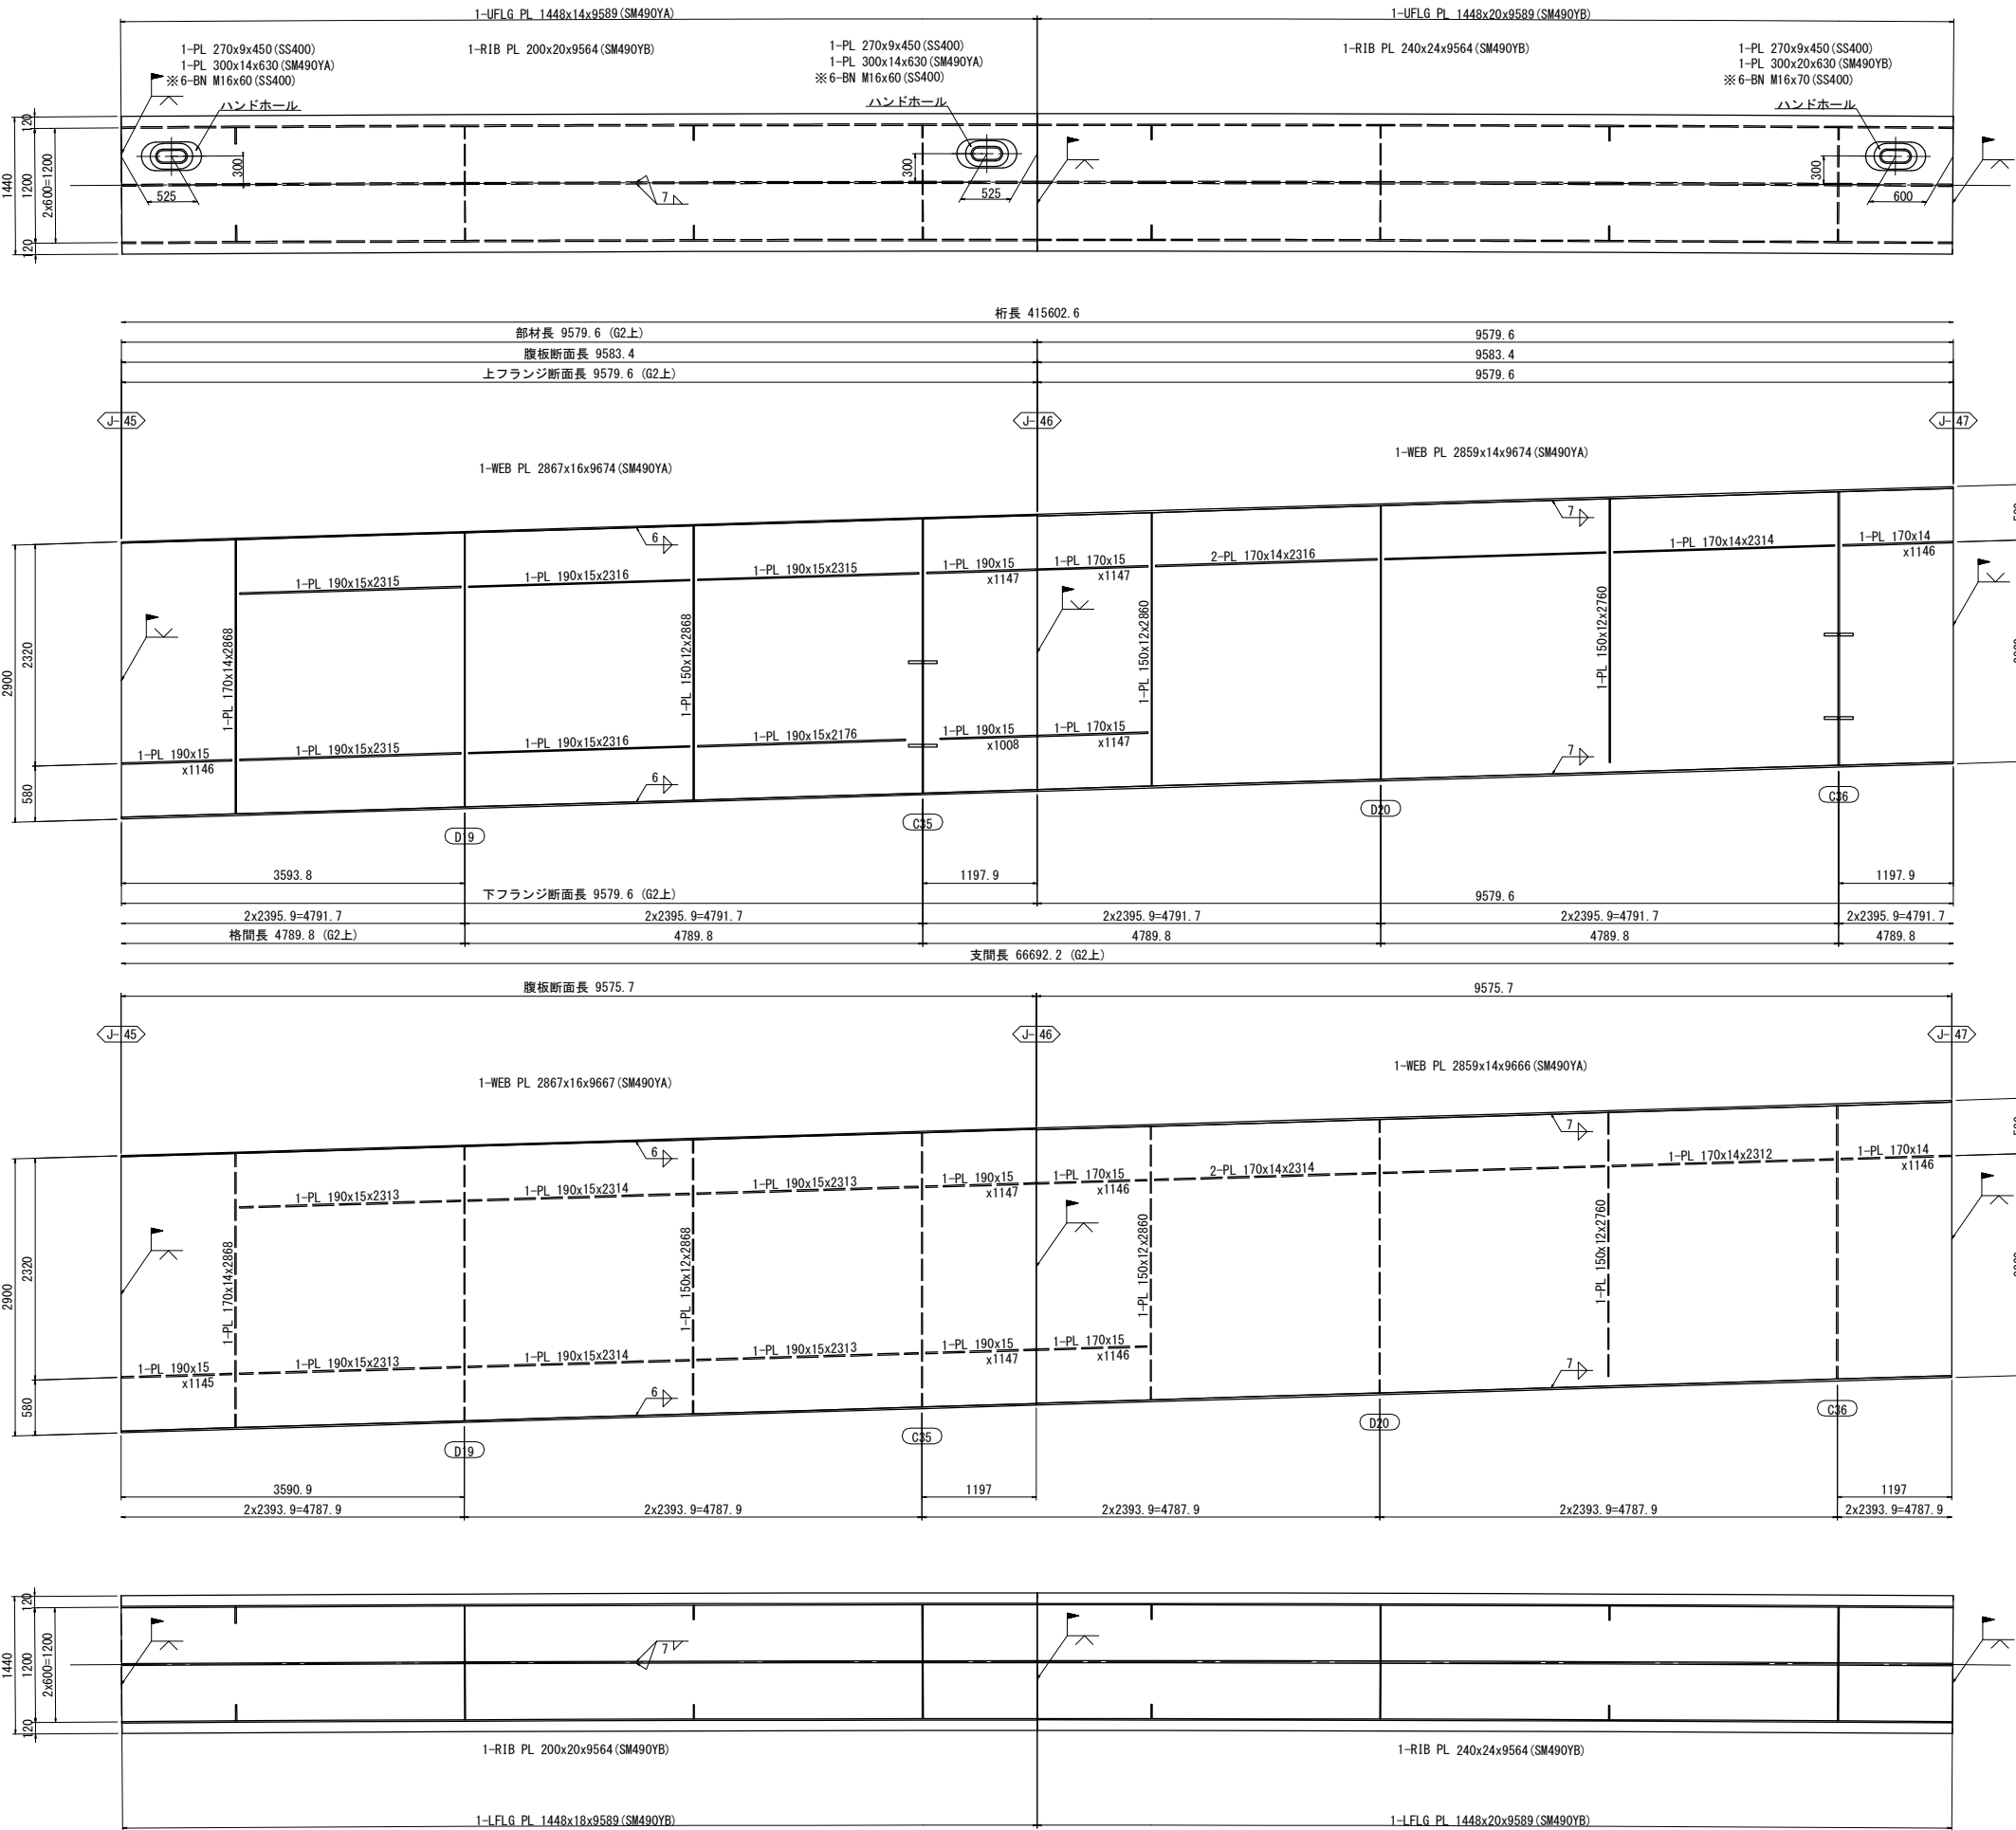 1-UFLG PL 1448x14x9589(SM490YA)
1-UFLG PL 1448x20x9589(SM490YB)
1-PL 270x9x450(SS400)
1-PL 300x14x630(SM490YA)
※6-BN M16x60(SS400)
ハンドホール
1-RIB PL 200x20x9564(SM490YB)
1-PL 270x9x450(SS400)
1-PL 300x14x630(SM490YA)
※6-BN M16x60(SS400)
ハンドホール
1-RIB PL 240x24x9564(SM490YB)
1-PL 270x9x450(SS400)
1-PL 300x20x630(SM490YB)
※6-BN M16x70(SS400)
ハンドホール
120
1440
1200
2x600=1200
120
300
525
7
300
525
300
600
桁長 415602.6
部材長 9579.6 (G2上)
9579.6
腹板断面長 9583.4
9583.4
上フランジ断面長 9579.6 (G2上)
9579.6
J-45
J-46
J-47
1-WEB PL 2867x16x9674(SM490YA)
1-WEB PL 2859x14x9674(SM490YA)
6
7
1-PL 190x15x2315
1-PL 190x15x2316
1-PL 190x15x2315
1-PL 190x15
x1147
1-PL 170x15
x1147
2-PL 170x14x2316
1-PL 170x14x2314
1-PL 170x14
x1146
2900
2320
580
1-PL 170x14x2868
1-PL 150x12x2868
1-PL 150x12x2860
1-PL 150x12x2760
1-PL 190x15
x1146
1-PL 190x15x2315
1-PL 190x15x2316
1-PL 190x15x2176
1-PL 190x15
x1008
1-PL 170x15
x1147
6
7
D19
C35
D20
C36
3593.8
1197.9
1197.9
下フランジ断面長 9579.6 (G2上)
9579.6
2x2395.9=4791.7
2x2395.9=4791.7
2x2395.9=4791.7
2x2395.9=4791.7
2x2395.9=4791.7
格間長 4789.8 (G2上)
4789.8
4789.8
4789.8
4789.8
支間長 66692.2 (G2上)
腹板断面長 9575.7
9575.7
J-45
J-46
J-47
1-WEB PL 2867x16x9667(SM490YA)
1-WEB PL 2859x14x9666(SM490YA)
6
7
1-PL 190x15x2313
1-PL 190x15x2314
1-PL 190x15x2313
1-PL 190x15
x1147
1-PL 170x15
x1146
2-PL 170x14x2314
1-PL 170x14x2312
1-PL 170x14
x1146
2900
2320
580
1-PL 170x14x2868
1-PL 150x12x2868
1-PL 150x12x2860
1-PL 150x12x2760
1-PL 190x15
x1145
1-PL 190x15x2313
1-PL 190x15x2314
1-PL 190x15x2313
1-PL 190x15
x1147
1-PL 170x15
x1146
6
7
D19
C35
D20
C36
3590.9
1197
1197
2x2393.9=4787.9
2x2393.9=4787.9
2x2393.9=4787.9
2x2393.9=4787.9
2x2393.9=4787.9
120
1440
1200
2x600=1200
120
7
1-RIB PL 200x20x9564(SM490YB)
1-RIB PL 240x24x9564(SM490YB)
1-LFLG PL 1448x18x9589(SM490YB)
1-LFLG PL 1448x20x9589(SM490YB)